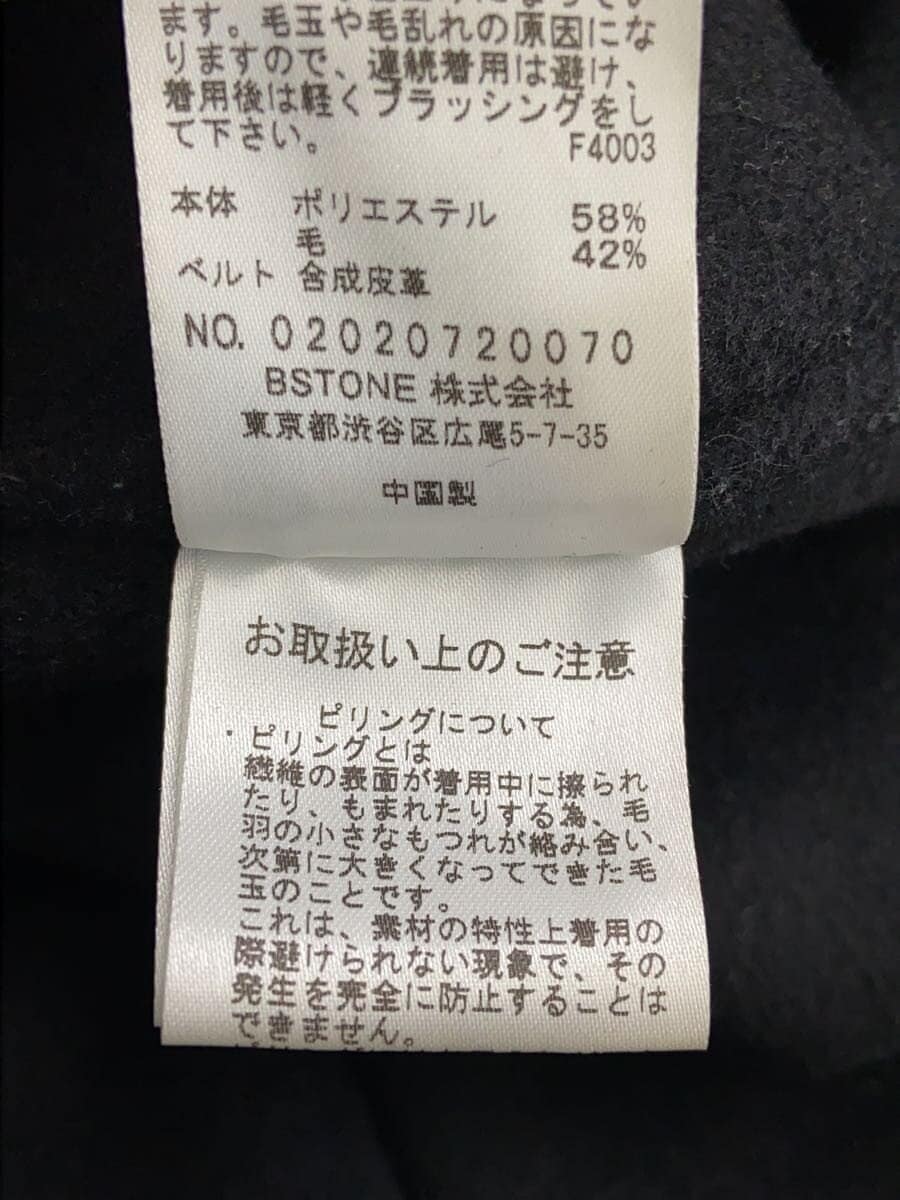 ます。毛玉や毛乱れの原因にな
りますので、連続着用は避け、
着用後は軽くブラッシングをし
て下さい。
F4003
本体 ポリエステル 58%
毛 42%
ベルト 合成皮革
NO. 02020720070
BSTONE 株式会社
東京都渋谷区広尾5-7-35
中国製
お取扱い上のご注意
ピリングについて
・ピリングとは
繊維の表面が着用中に擦られ
たり、もまれたりする為、毛
羽の小さなもつれが絡み合い、
次第に大きくなってできた毛
玉のことです。
これは、素材の特性上着用の
際避けられない現象で、その
発生を完全に防止することは
できません。